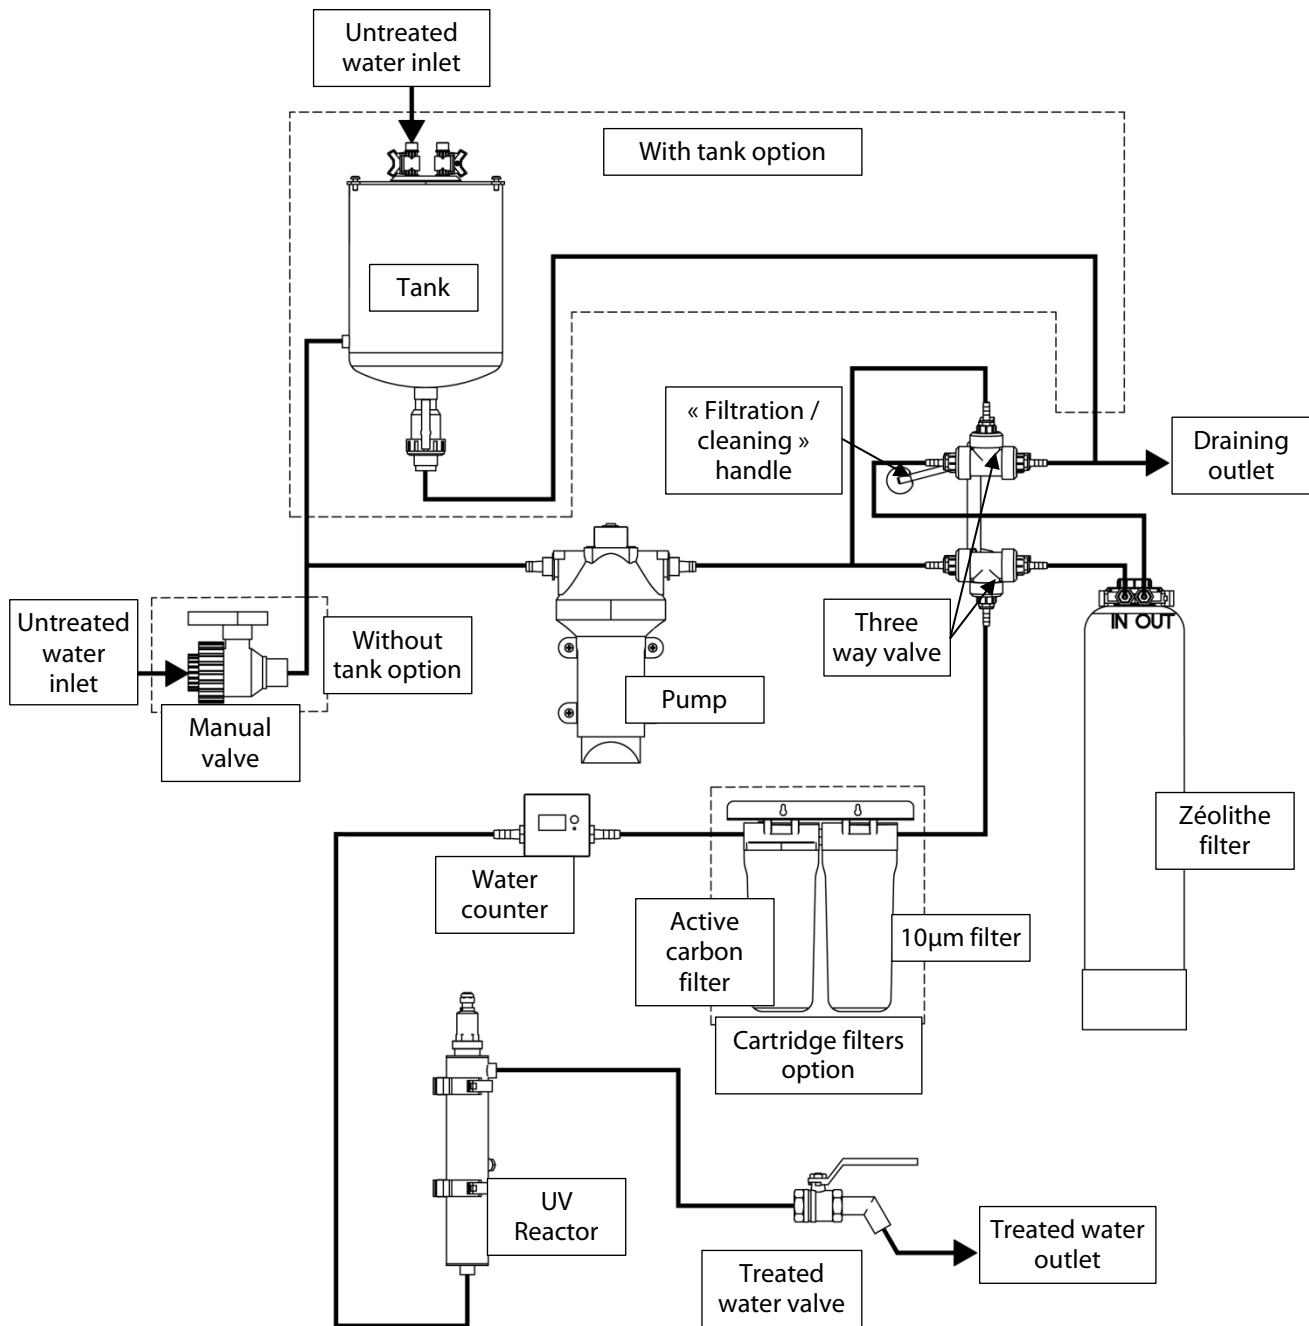 Untreated
water inlet
With tank option
Tank
« Filtration /
cleaning »
handle
Draining
outlet
Untreated
water
inlet
Without
tank option
Manual
valve
Pump
Three
way valve
IN OUT
Zéolithe
filter
Water
counter
Active
carbon
filter
10µm filter
Cartridge filters
option
UV
Reactor
Treated
water valve
Treated water
outlet